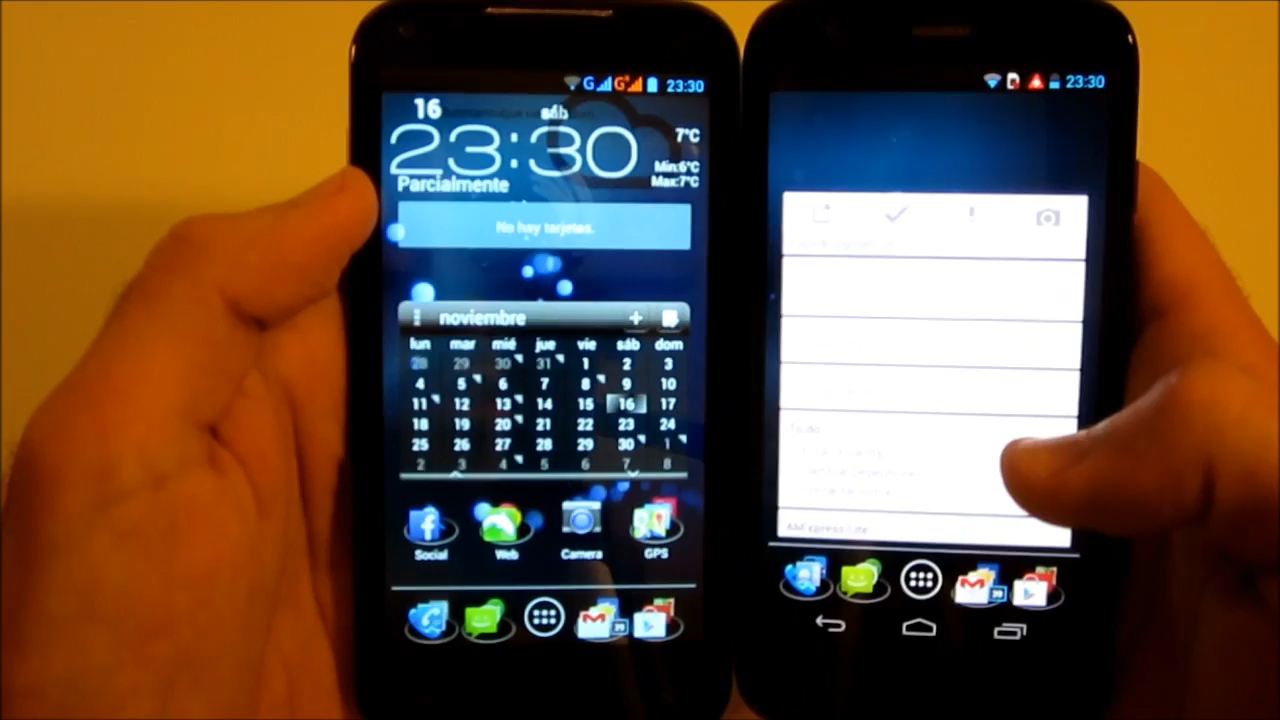 G G 23:30
16 sáb
23:30
7°C
Min:6°C
Max:7°C
Parcialmente
No hay tarjetas.
noviembre +
lun mar mié jue vie sáb dom
28 29 30 31 1 2 3
4 5 6 7 8 9 10
11 12 13 14 15 16 17
18 19 20 21 22 23 24
25 26 27 28 29 30 1
2 3 4 5 6 7 8
Social Web Camera GPS
23:30